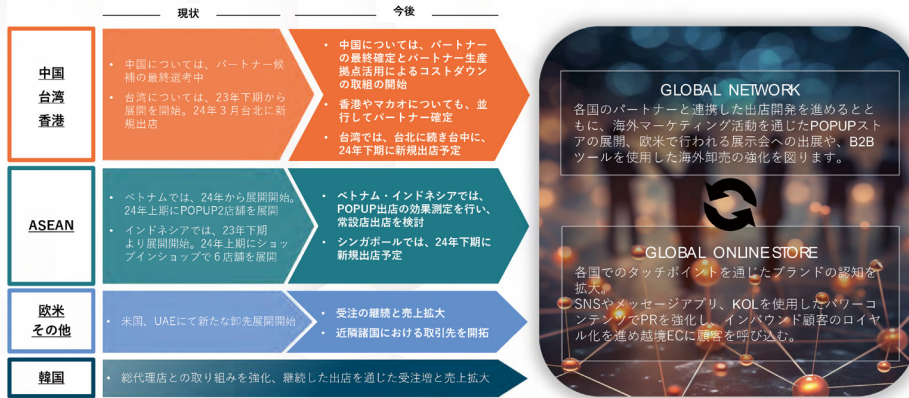 現状
今後
中国
台湾
香港
・ 中国については、パートナー候
補の最終選考中
・ 台湾については、23年下期から
展開を開始。24年３月台北に新
規出店
・ 中国については、パートナー
の最終確定とパートナー生産
拠点活用によるコストダウン
の取組の開始
・ 香港やマカオについても、並
行してパートナー確定
・ 台湾では、台北に続き台中に、
24年下期に新規出店予定
ASEAN
・ ベトナムでは、24年から展開開始。
24年上期にPOPUP2店舗を展開
・ インドネシアでは、23年下期
より展開開始。24年上期にショッ
プインショップで６店舗を展開
・ ベトナム・インドネシアでは、
POPUP出店の効果測定を行い、
常設店出店を検討
・ シンガポールでは、24年下期に
新規出店予定
欧米
その他
・ 米国、UAEにて新たな卸先展開開始
・ 受注の継続と売上拡大
・ 近隣諸国における取引先を開拓
韓国
・ 総代理店との取り組みを強化、継続した出店を通じた受注増と売上拡大
GLOBAL NETWORK
各国のパートナーと連携した出店開発を進めるとと
もに、海外マーケティング活動を通じたPOPUPスト
アの展開、欧米で行われる展示会への出展や、B2B
ツールを使用した海外卸売の強化を図ります。
GLOBAL ONLINE STORE
各国でのタッチポイントを通じたブランドの認知を
拡大。
SNSやメッセージアプリ、KOLを使用したパワーコ
ンテンツでPRを強化し、インバウンド顧客のロイヤ
ル化を進め越境ECに顧客を呼び込む。